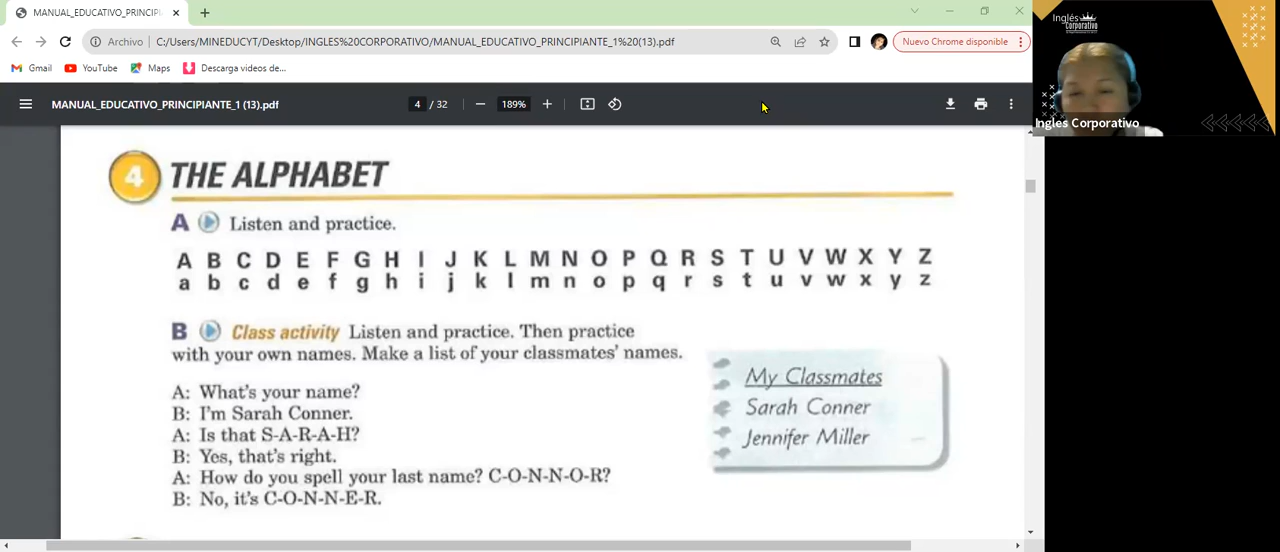 MANUAL_EDUCATIVO_PRINCIPI
Archivo
C:/Users/MINEDUCYT/Desktop/INGLES%20CORPORATIVO/MANUAL_EDUCATIVO_PRINCIPIANTE_1%20(13).pdf
Nuevo Chrome disponible
Gmail
YouTube
Maps
Descarga videos de...
MANUAL_EDUCATIVO_PRINCIPIANTE_1 (13).pdf
4 / 32
189%
Inglés
Corporativo
Ingles Corporativo
4 THE ALPHABET
A Listen and practice.
A B C D E F G H I J K L M N O P Q R S T U V W X Y Z
a b c d e f g h i j k l m n o p q r s t u v w x y z
B Class activity Listen and practice. Then practice
with your own names. Make a list of your classmates' names.
A: What's your name?
B: I'm Sarah Conner.
A: Is that S-A-R-A-H?
B: Yes, that's right.
A: How do you spell your last name? C-O-N-N-O-R?
B: No, it's C-O-N-N-E-R.
My Classmates
Sarah Conner
Jennifer Miller